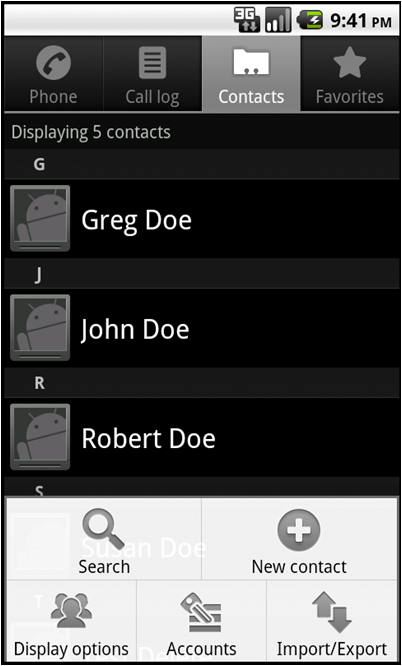 3G
9:41 PM
Phone
Call log
Contacts
Favorites
Displaying 5 contacts
G
Greg Doe
J
John Doe
R
Robert Doe
S
Susan Doe
Search
New contact
T
Display options
Accounts
Import/Export